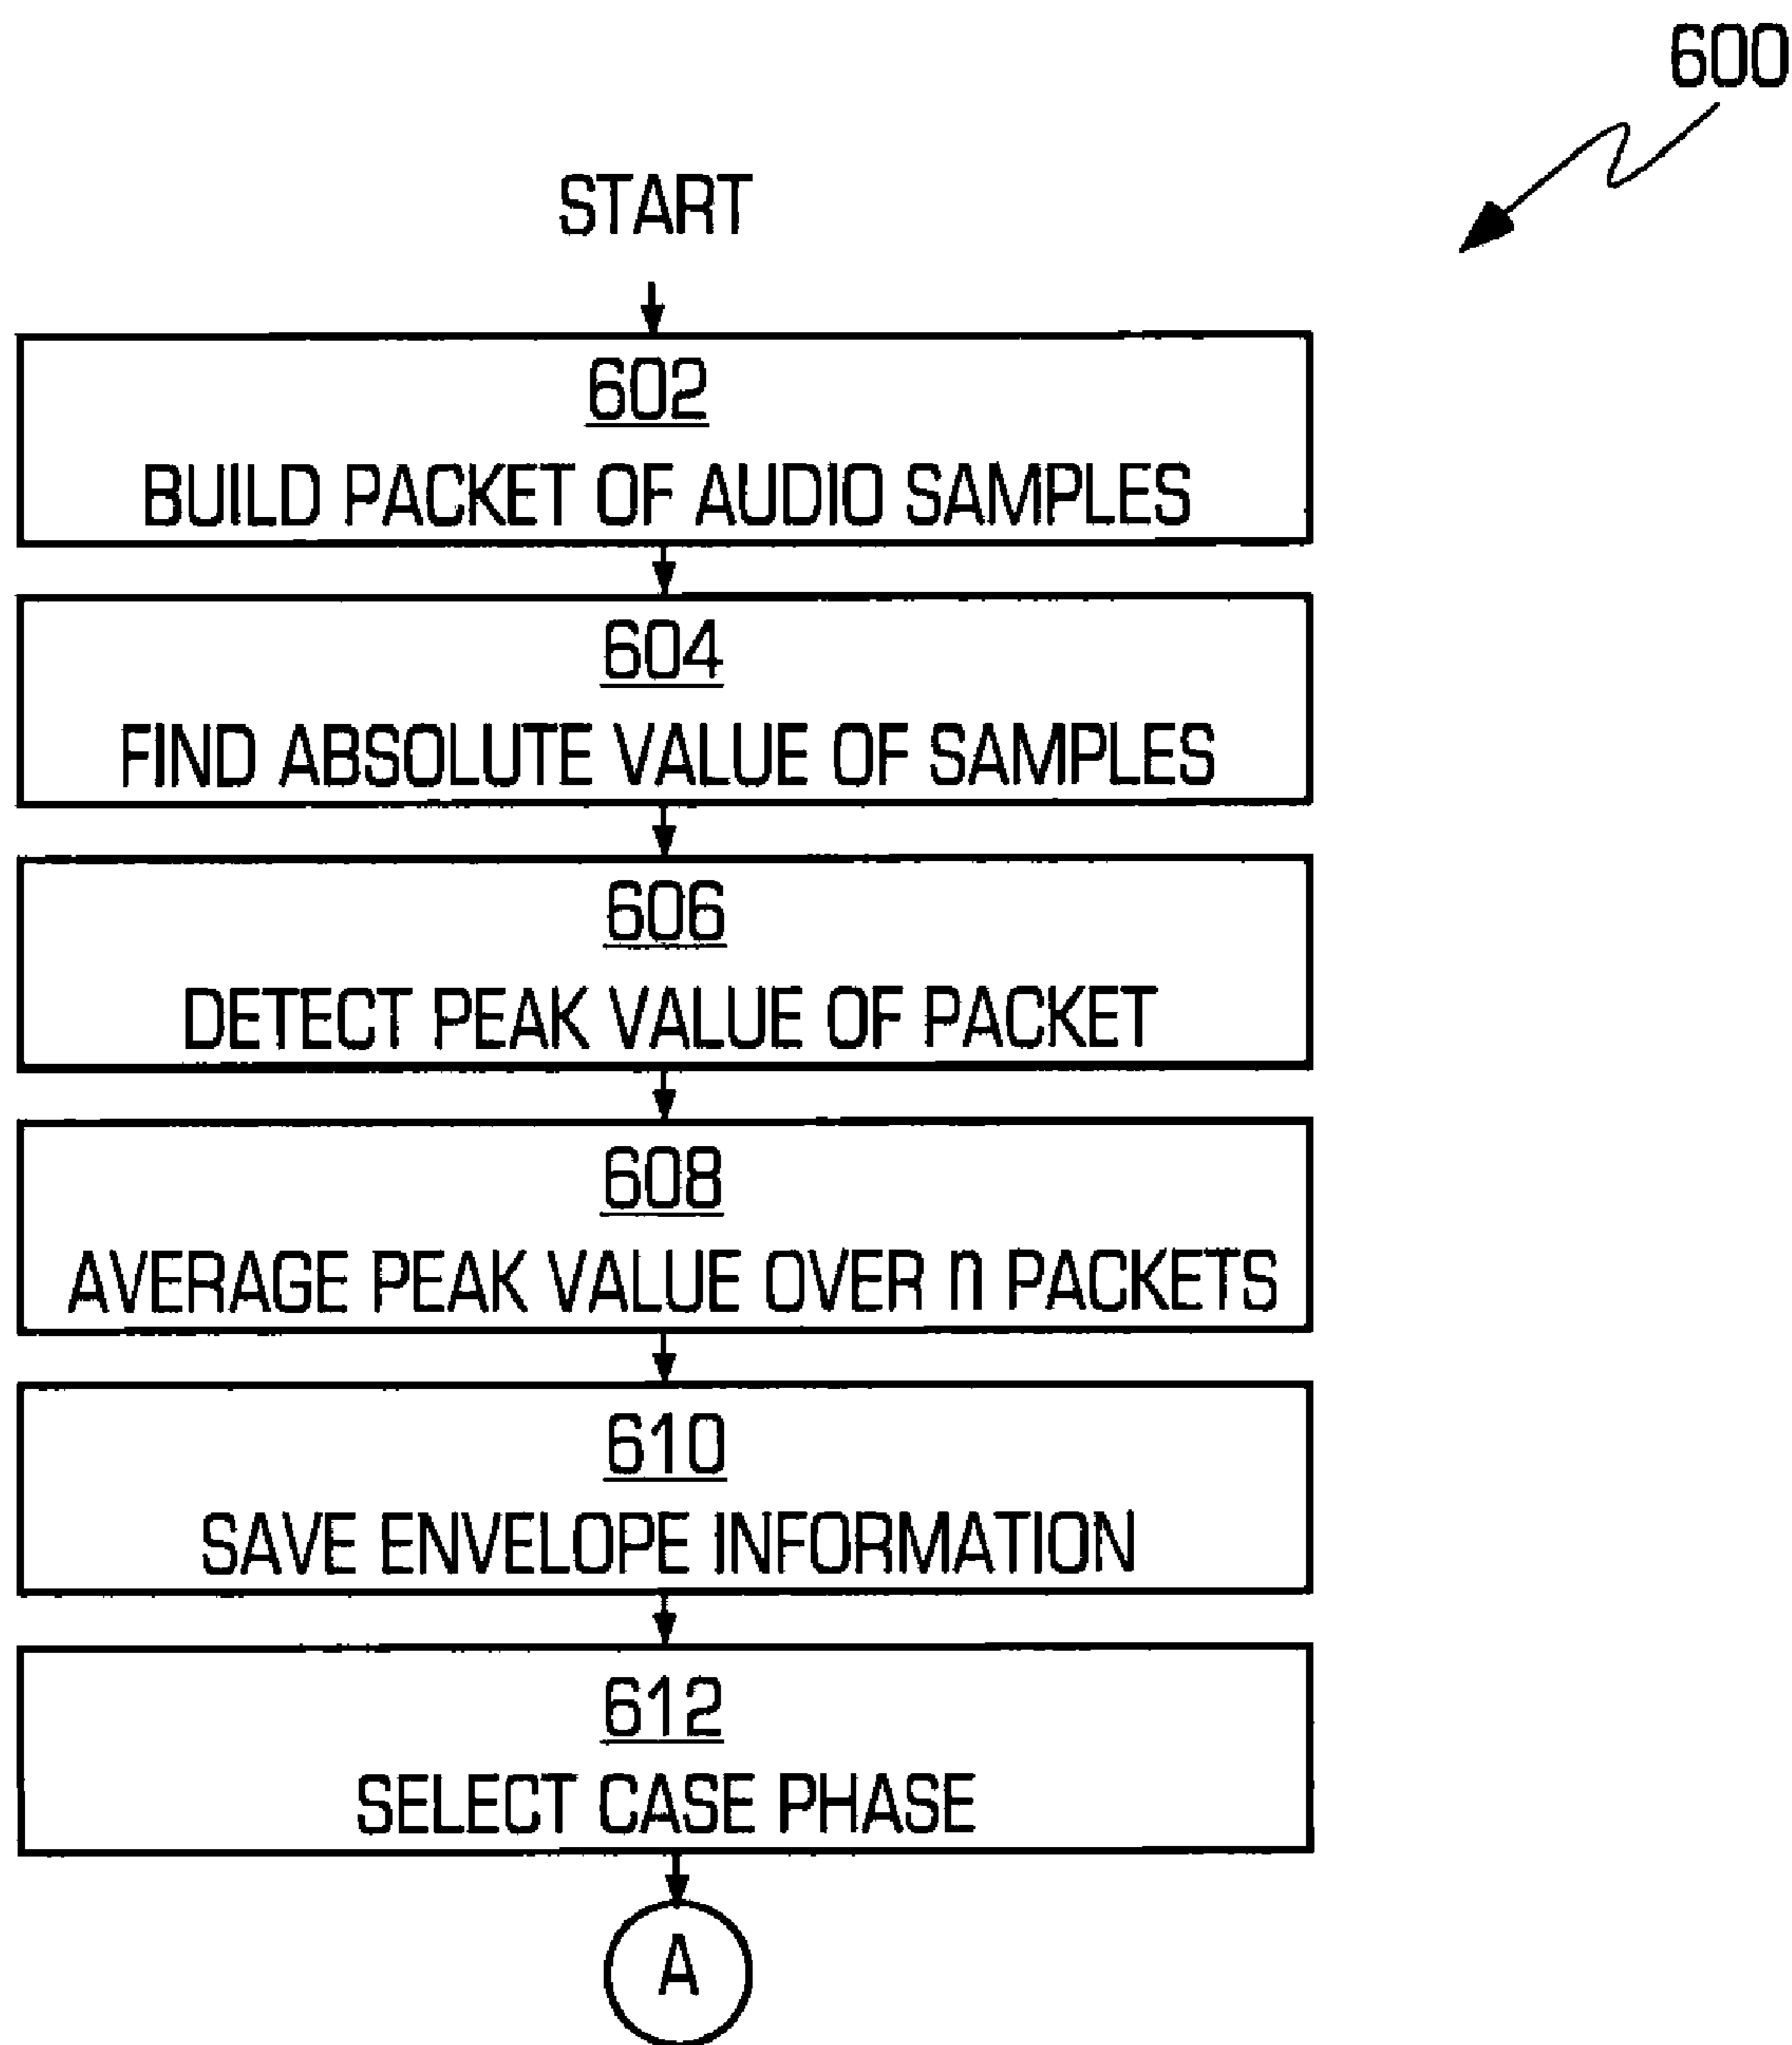 600
START
602
BUILD PACKET OF AUDIO SAMPLES
604
FIND ABSOLUTE VALUE OF SAMPLES
606
DETECT PEAK VALUE OF PACKET
608
AVERAGE PEAK VALUE OVER n PACKETS
610
SAVE ENVELOPE INFORMATION
612
SELECT CASE PHASE
A